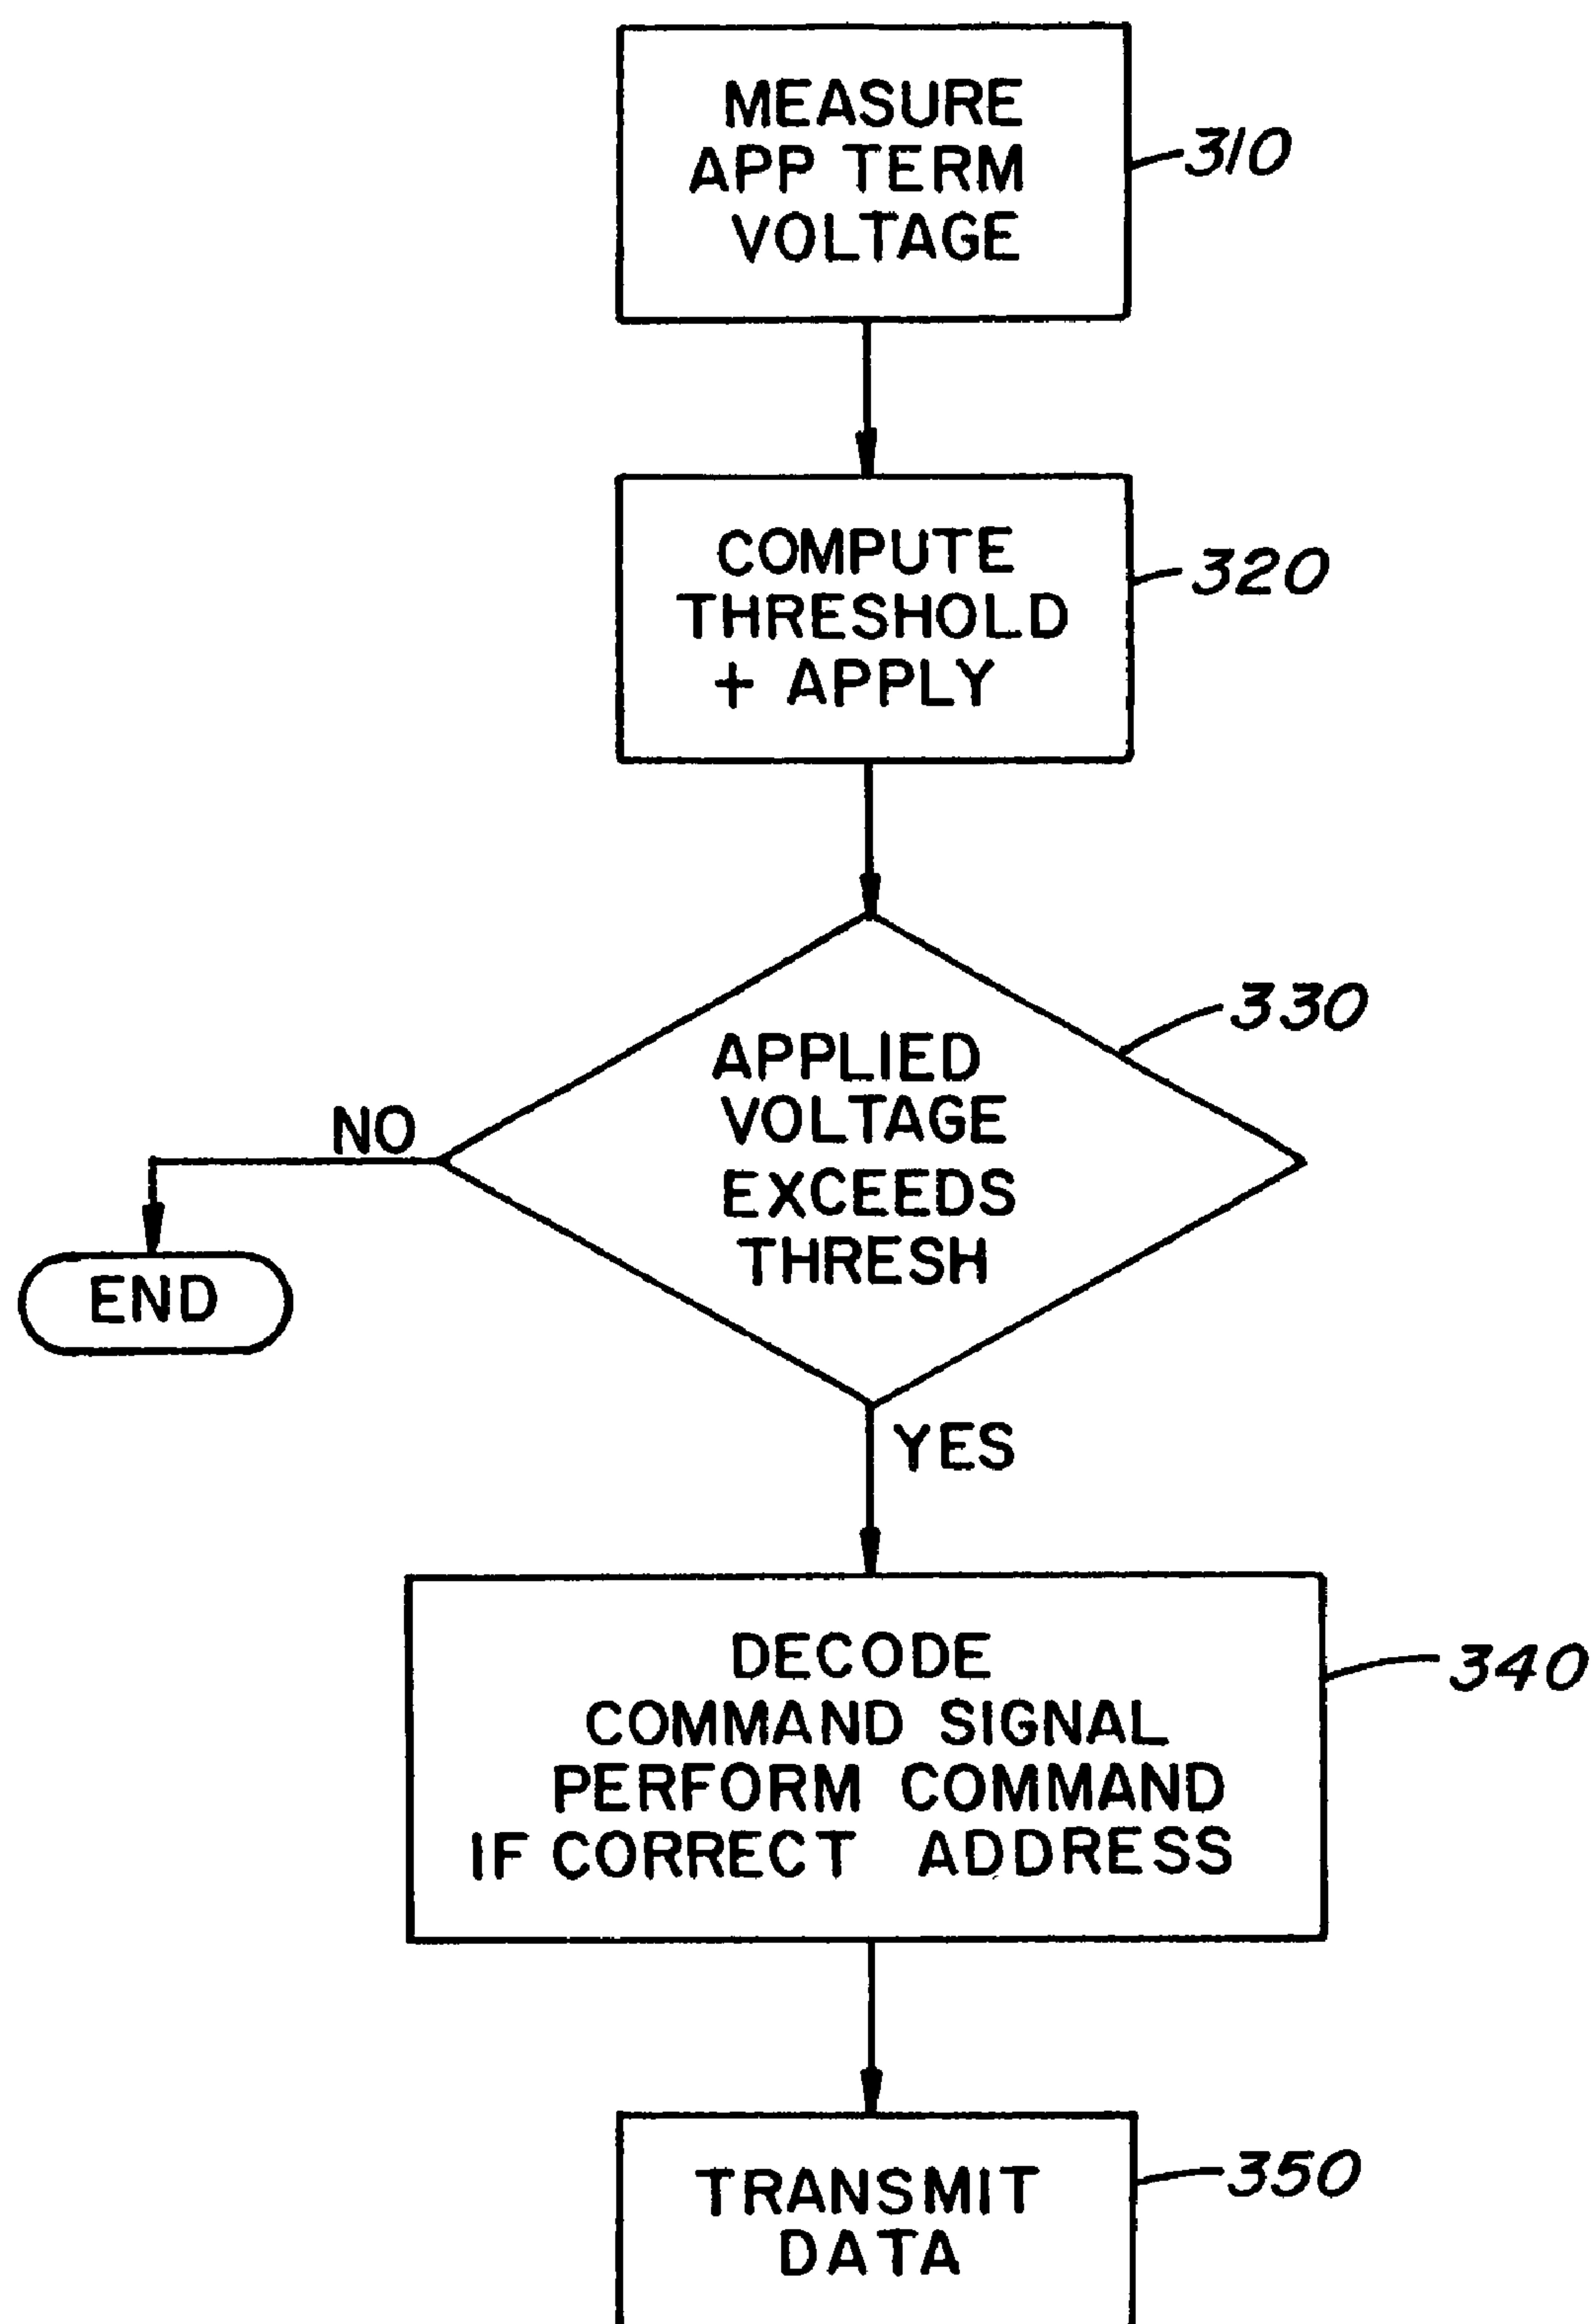 MEASURE
APP TERM
VOLTAGE
310
COMPUTE
THRESHOLD
+ APPLY
320
330
APPLIED
VOLTAGE
EXCEEDS
THRESH
NO
END
YES
DECODE
COMMAND SIGNAL
PERFORM COMMAND
IF CORRECT ADDRESS
340
TRANSMIT
DATA
350